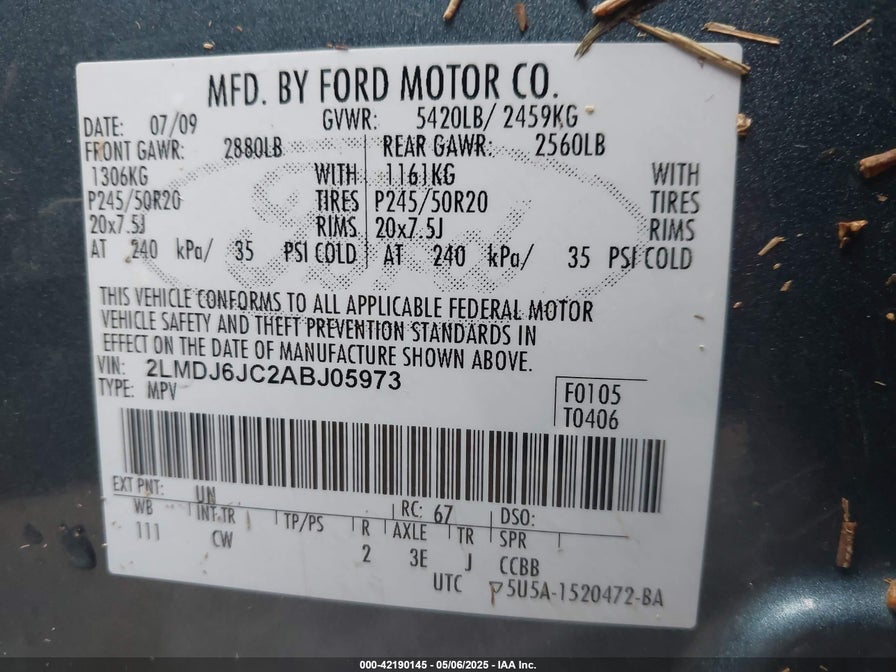 MFD. BY FORD MOTOR CO.
DATE: 07/09 GVWR: 5420LB/ 2459KG
FRONT GAWR: 2880LB REAR GAWR: 2560LB
1306KG WITH 1161KG WITH
P245/50R20 TIRES P245/50R20 TIRES
20x7.5J RIMS 20x7.5J RIMS
AT 240 kPa/ 35 PSI COLD AT 240 kPa/ 35 PSI COLD
THIS VEHICLE CONFORMS TO ALL APPLICABLE FEDERAL MOTOR
VEHICLE SAFETY AND THEFT PREVENTION STANDARDS IN
EFFECT ON THE DATE OF MANUFACTURE SHOWN ABOVE.
VIN: 2LMDJ6JC2ABJ05973
TYPE: MPV F0105
T0406
EXT PNT: UN RC: 67 DSO:
WB INT TR TP/PS R AXLE TR SPR
111 CW 2 3E J CCBB
UTC P5U5A-1520472-BA
000-42190145 - 05/06/2025 - IAA Inc.